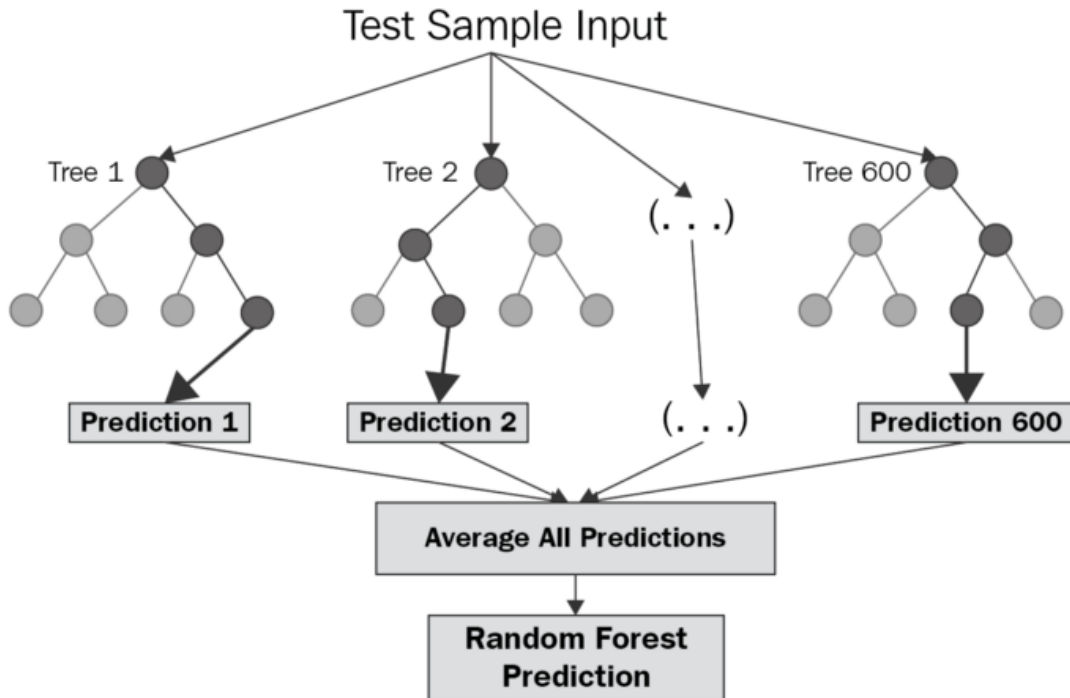 Test Sample Input
Tree 1
Tree 2
Tree 600
(. . .)
(. . .)
Prediction 1
Prediction 2
Prediction 600
Average All Predictions
Random Forest
Prediction